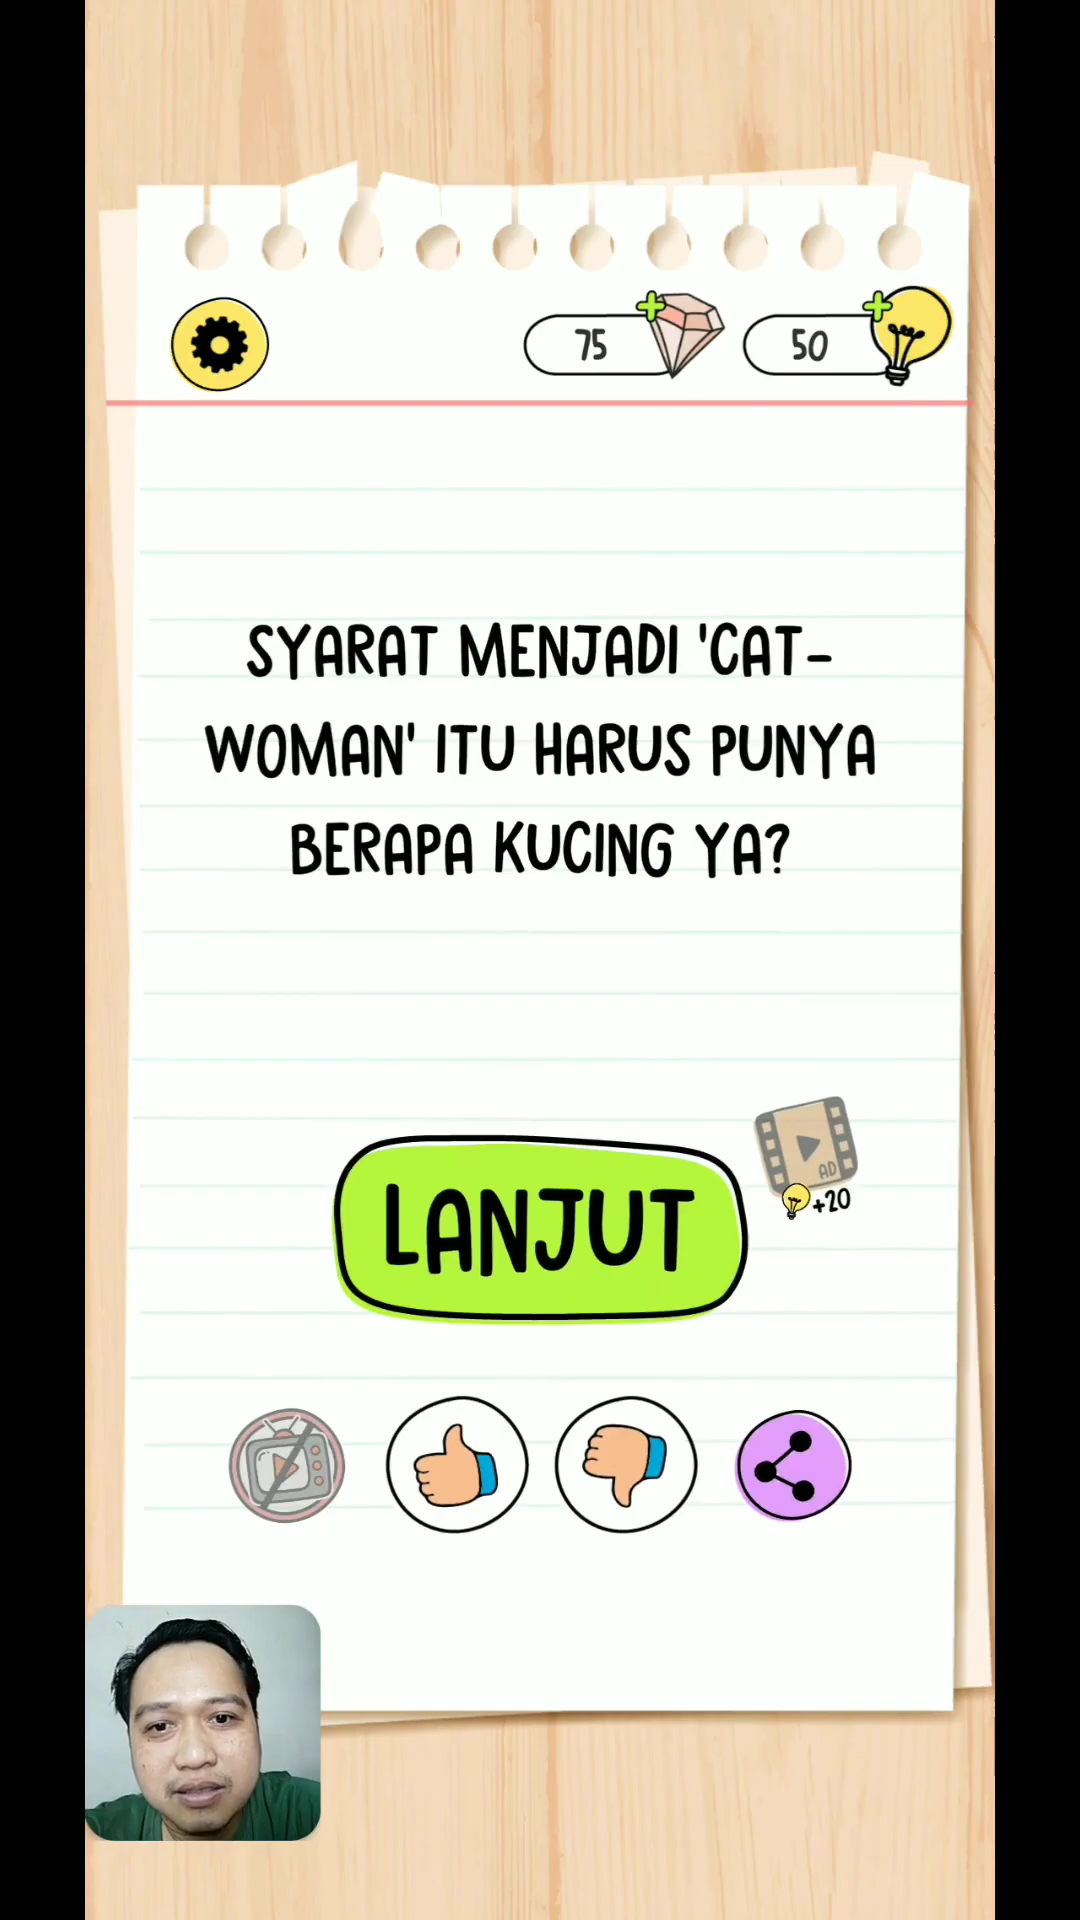 75
50
SYARAT MENJADI 'CAT-
WOMAN' ITU HARUS PUNYA
BERAPA KUCING YA?
AD
+20
LANJUT